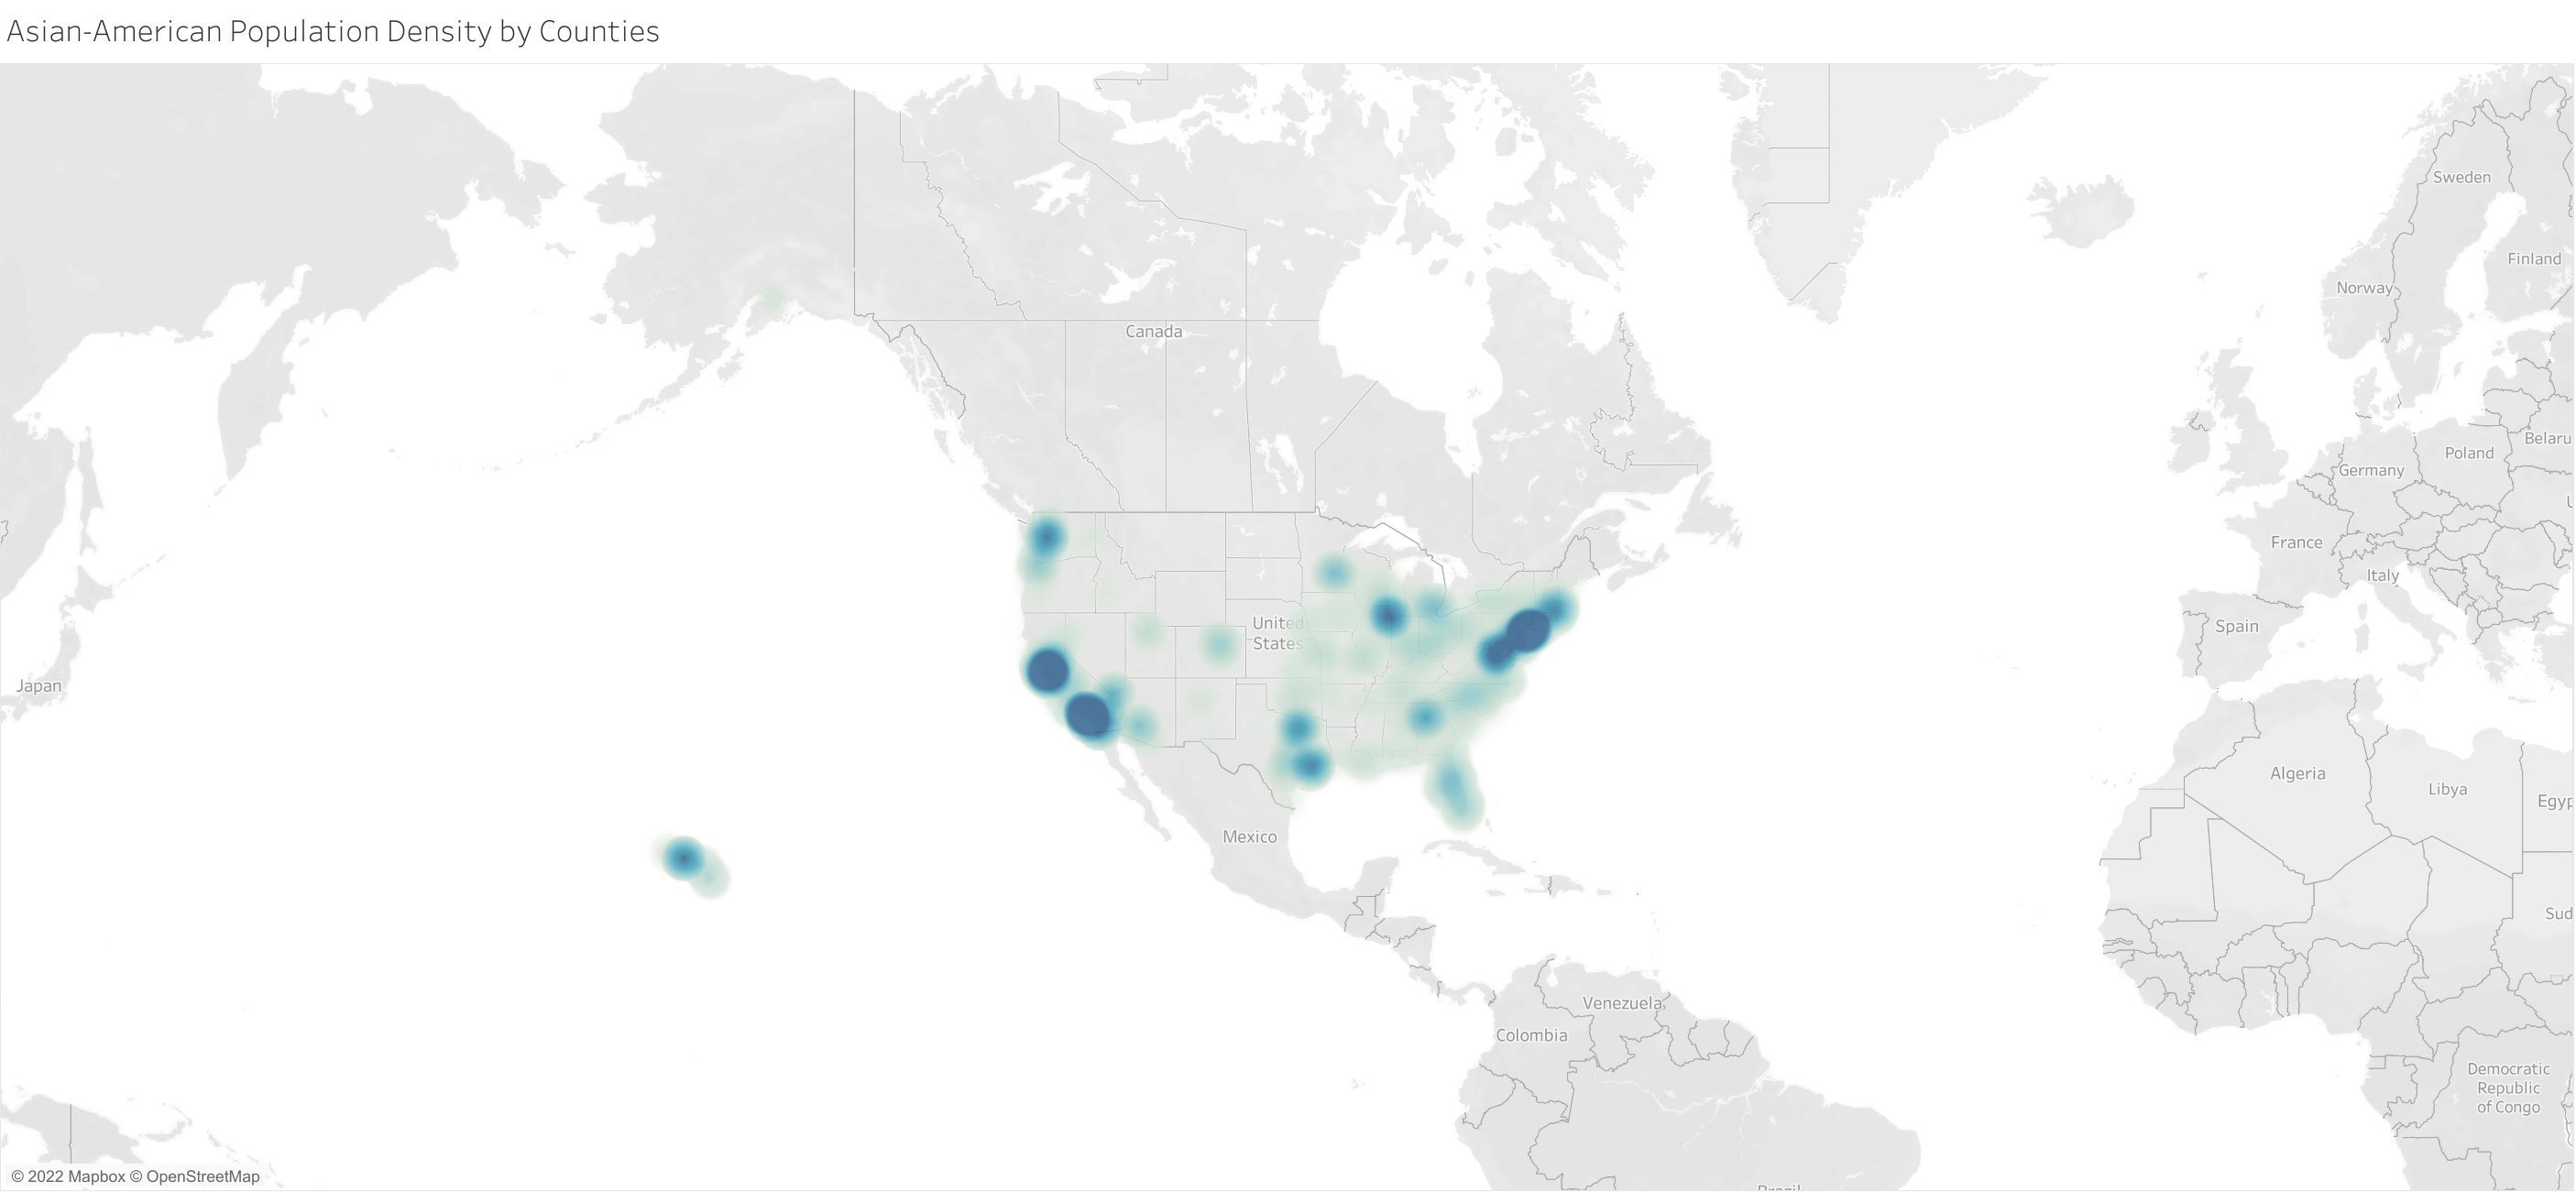 Asian-American Population Density by Counties
Sweden
Finland
Norway
Canada
Belaru
Poland
Germany
France
Italy
United
States
Spain
Japan
Algeria
Libya
Egyp
Mexico
Sud
Venezuela
Colombia
Democratic
Republic
of Congo
© 2022 Mapbox © OpenStreetMap
Brazil